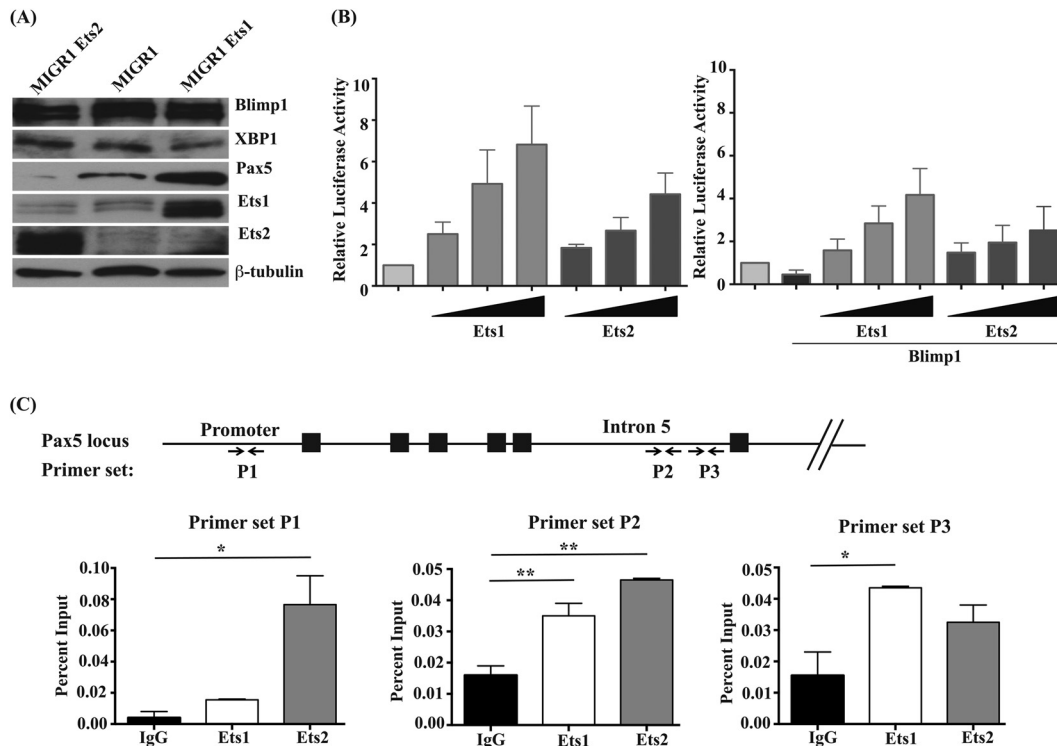 (A)
MIGR1 Ets2
MIGR1
MIGR1 Ets1
Blimp1
XBP1
Pax5
Ets1
Ets2
β-tubulin
(B)
Relative Luciferase Activity
10
8
6
4
2
0
Ets1
Ets2
Relative Luciferase Activity
10
8
6
4
2
0
Ets1
Ets2
Blimp1
(C)
Pax5 locus
Promoter
Intron 5
Primer set:
P1
P2
P3
Primer set P1
*
Percent Input
0.10
0.08
0.06
0.04
0.02
0.00
IgG
Ets1
Ets2
Primer set P2
**
**
Percent Input
0.05
0.04
0.03
0.02
0.01
0.00
IgG
Ets1
Ets2
Primer set P3
*
Percent Input
0.05
0.04
0.03
0.02
0.01
0.00
IgG
Ets1
Ets2